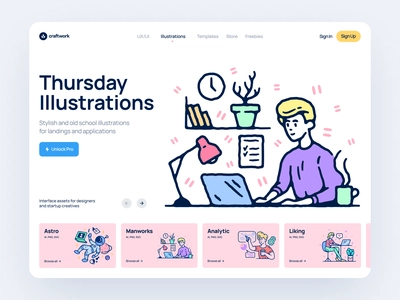 craftwork
UX/UI
Illustrations
Templates
Store
Freebies
Sign in
Sign Up
Thursday
Illustrations
Stylish and old school illustrations
for landings and applications
Unlock Pro
Interface assets for designers
and startup creatives
Astro
AI, PNG, SVG
Browse all →
Manworks
AI, PNG, SVG
Browse all →
Analytic
AI, PNG, SVG
Browse all →
Liking
AI, PNG, SVG
Browse all →